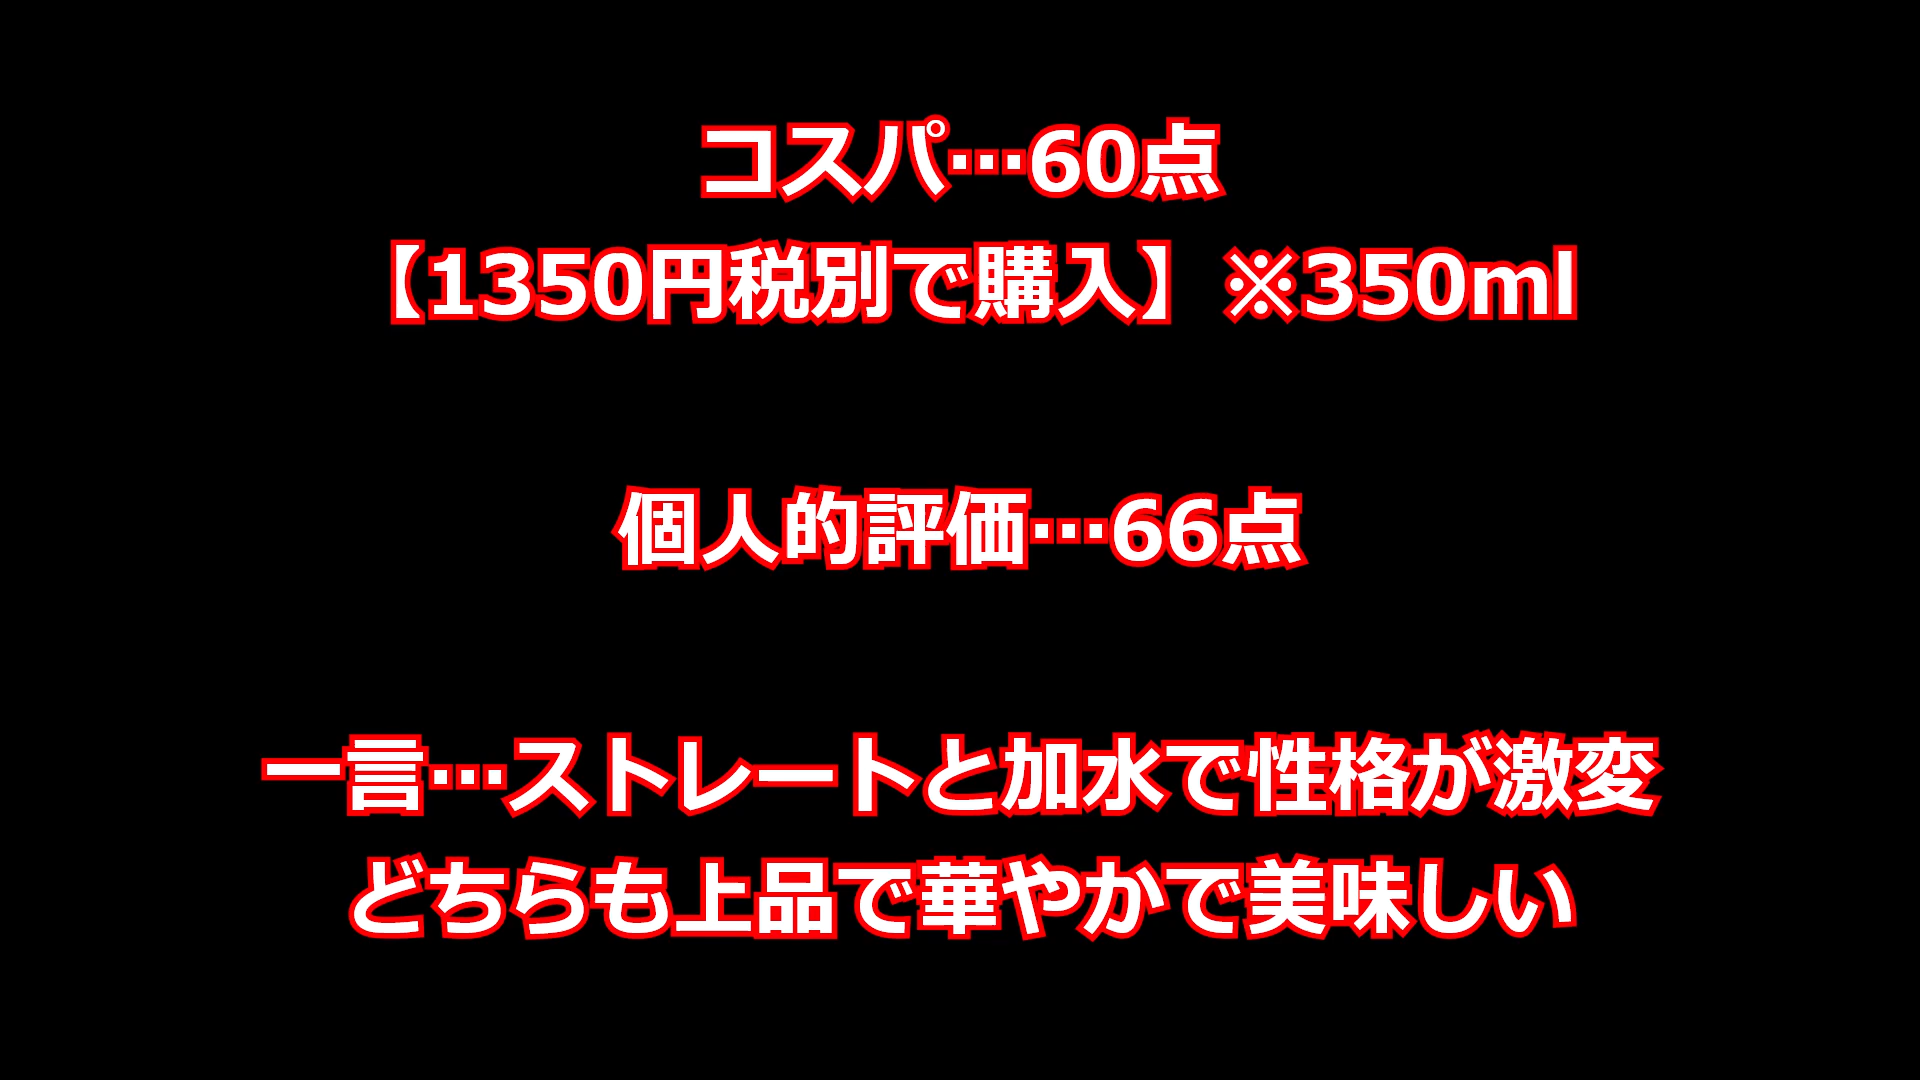 コスパ…60点
【1350円税別で購入】※350ml
個人的評価…66点
一言…ストレートと加水で性格が激変
どちらも上品で華やかで美味しい